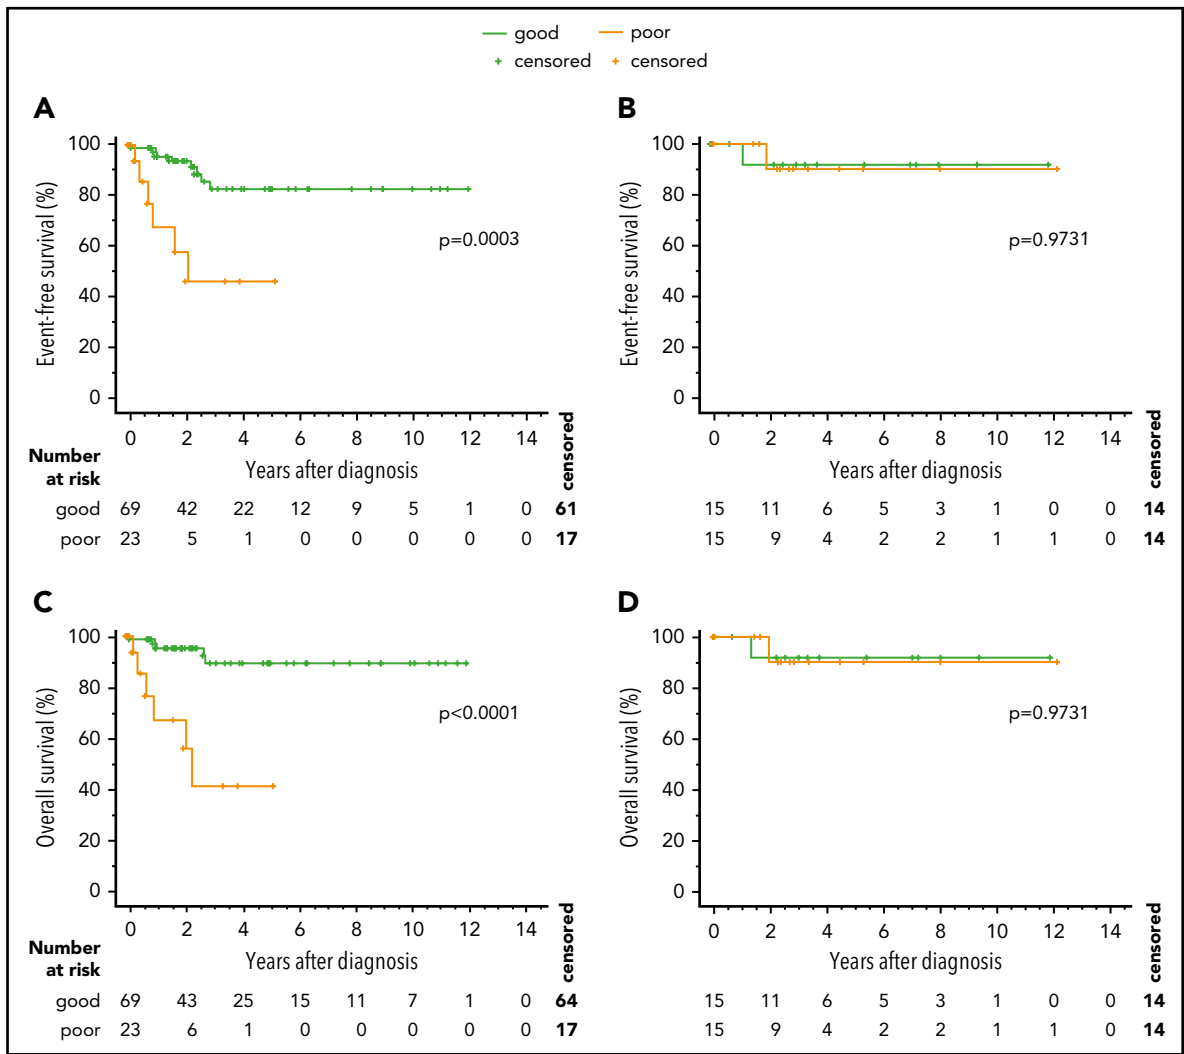 good poor
censored censored
A
100
80
60
40
20
0
Event-free survival (%)
p=0.0003
0 2 4 6 8 10 12 14
Years after diagnosis
censored
Number
at risk
good 69 42 22 12 9 5 1 0 61
poor 23 5 1 0 0 0 0 0 17
B
100
80
60
40
20
0
Event-free survival (%)
p=0.9731
0 2 4 6 8 10 12 14
Years after diagnosis
censored
15 11 6 5 3 1 0 0 14
15 9 4 2 2 1 1 0 14
C
100
80
60
40
20
0
Overall survival (%)
p<0.0001
0 2 4 6 8 10 12 14
Years after diagnosis
censored
Number
at risk
good 69 43 25 15 11 7 1 0 64
poor 23 6 1 0 0 0 0 0 17
D
100
80
60
40
20
0
Overall survival (%)
p=0.9731
0 2 4 6 8 10 12 14
Years after diagnosis
censored
15 11 6 5 3 1 0 0 14
15 9 4 2 2 1 1 0 14